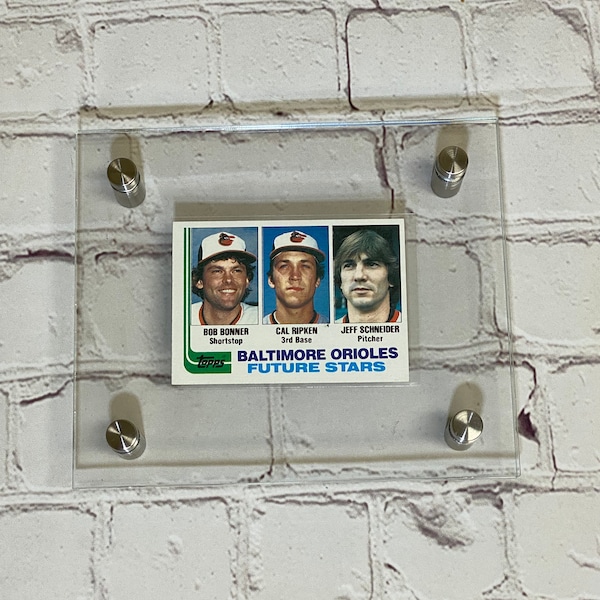 BOB BONNER
Shortstop
CAL RIPKEN
3rd Base
JEFF SCHNEIDER
Pitcher
Topps
BALTIMORE ORIOLES
FUTURE STARS